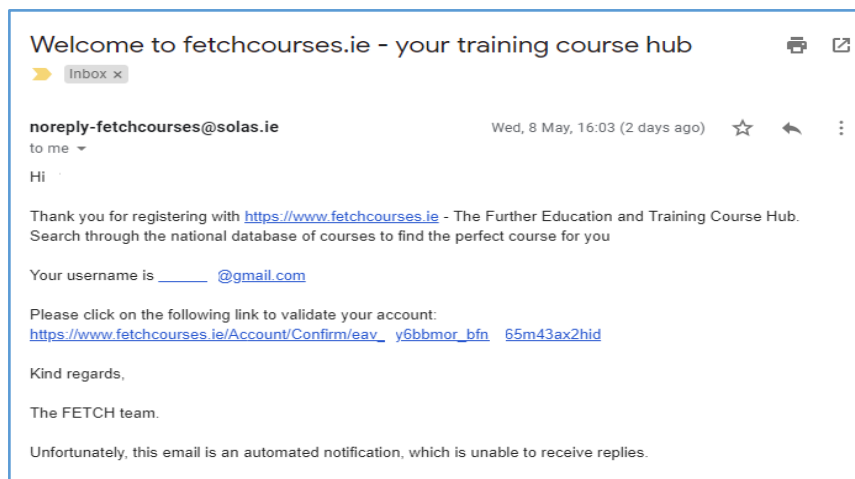 Welcome to fetchcourses.ie - your training course hub
Inbox ×
noreply-fetchcourses@solas.ie Wed, 8 May, 16:03 (2 days ago)
to me
Hi
Thank you for registering with https://www.fetchcourses.ie - The Further Education and Training Course Hub.
Search through the national database of courses to find the perfect course for you
Your username is ______ @gmail.com
Please click on the following link to validate your account:
https://www.fetchcourses.ie/Account/Confirm/eav_ y6bbmor_bfn 65m43ax2hid
Kind regards,
The FETCH team.
Unfortunately, this email is an automated notification, which is unable to receive replies.